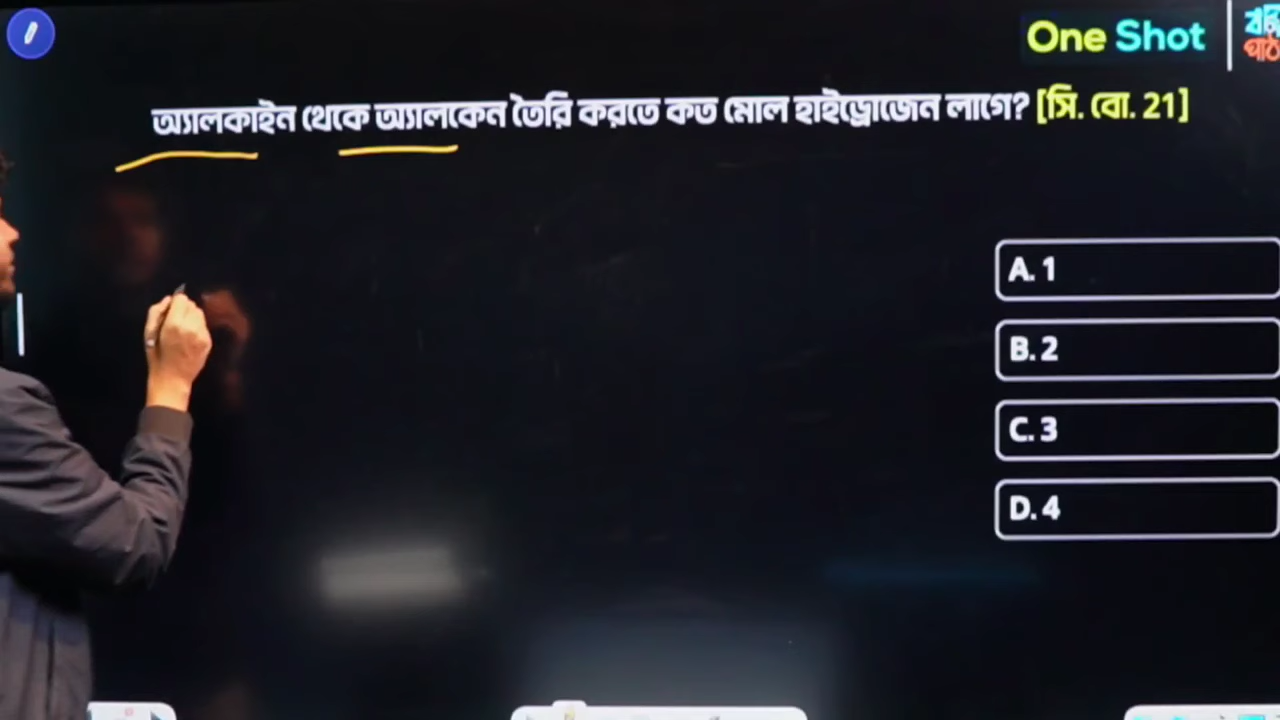 One Shot
অ্যালকাইন থেকে অ্যালকেন তৈরি করতে কত মোল হাইড্রোজেন লাগে? [সি. বো. 21]
A. 1
B. 2
C. 3
D. 4